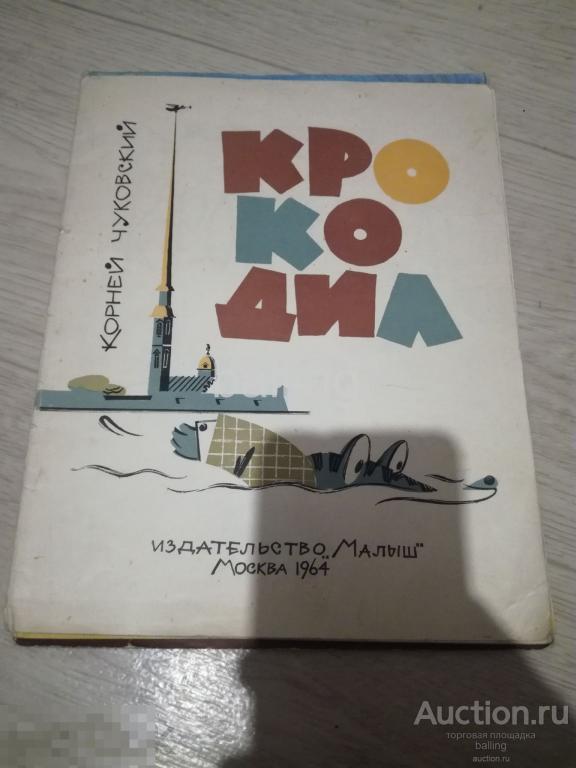 КОРНЕЙ ЧУКОВСКИЙ
КРО
КО
ДИЛ
ИЗДАТЕЛЬСТВО „МАЛЫШ"
МОСКВА 1964
Auction.ru
торговая площадка
balling
auction.ru